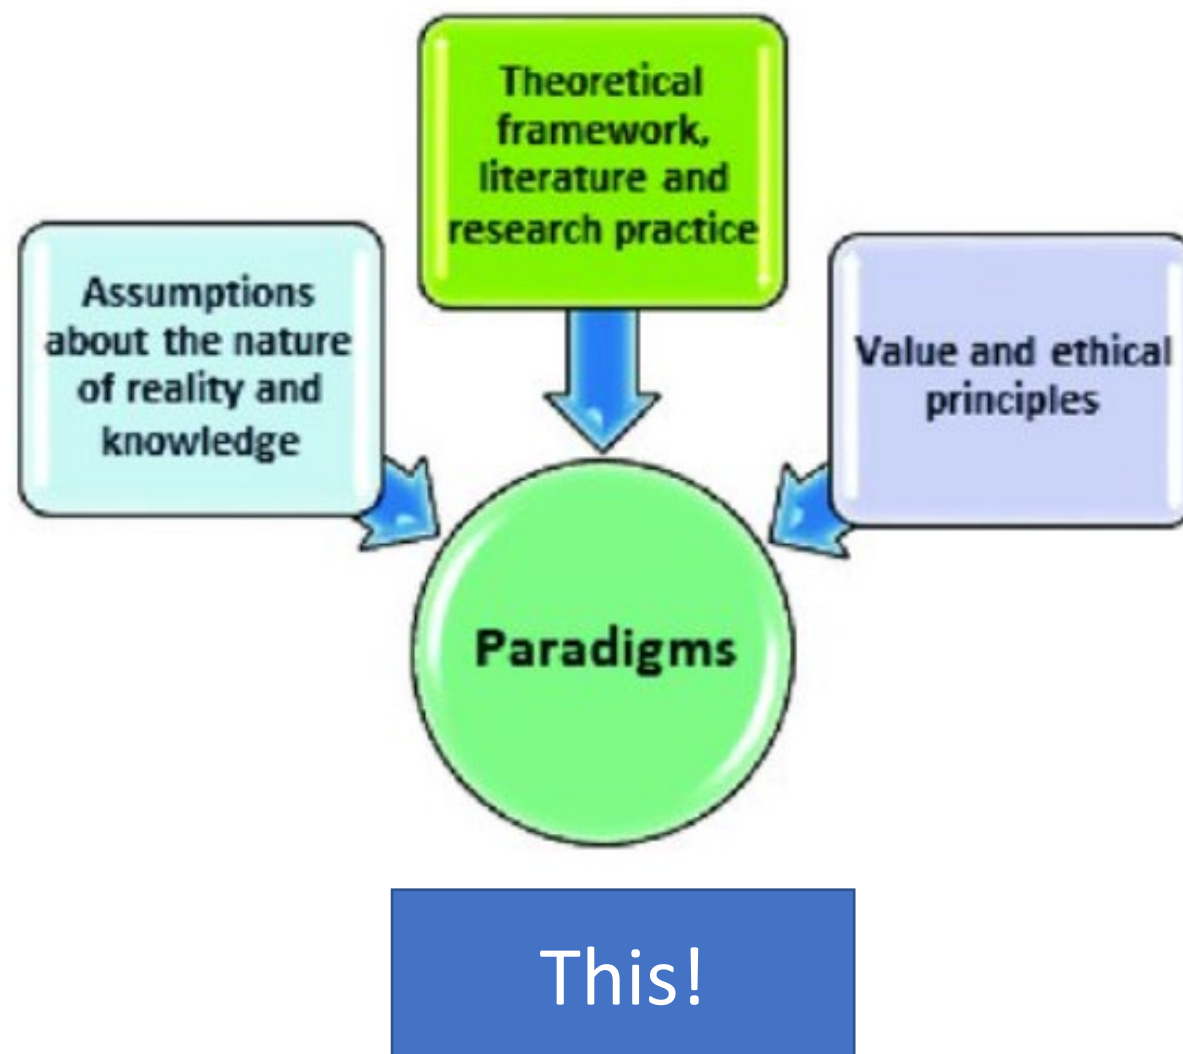 Theoretical
framework,
literature and
research practice
Assumptions
about the nature
of reality and
knowledge
Value and ethical
principles
Paradigms
This!